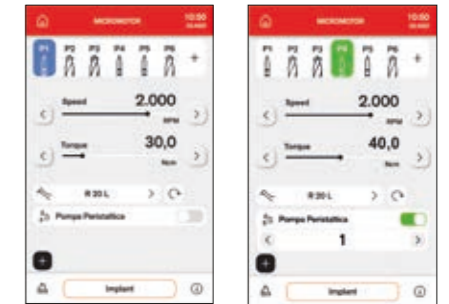 MICROMOTOR
10:50
P1 P2 P3 P4 P5 P6 +
Speed 2.000
RPM
Torque 30,0
Ncm
R 20 L
Pompa Peristaltica
Implant
MICROMOTOR
10:50
P1 P2 P3 P4 P5 P6 +
Speed 2.000
RPM
Torque 40,0
Ncm
R 20 L
Pompa Peristaltica
1
Implant